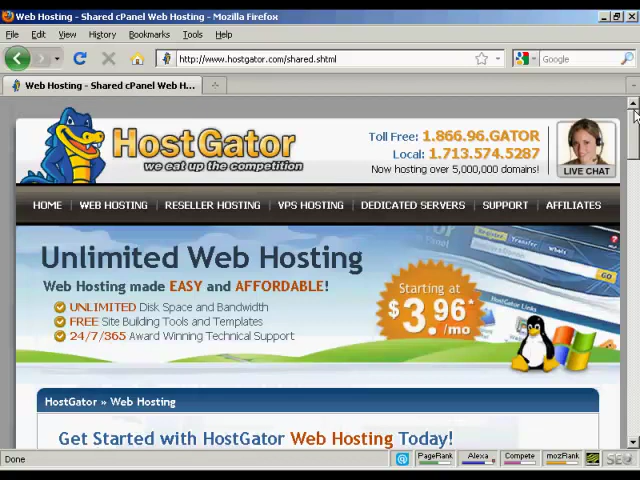 Web Hosting - Shared cPanel Web Hosting - Mozilla Firefox
File Edit View History Bookmarks Tools Help
http://www.hostgator.com/shared.shtml
Google
Web Hosting - Shared cPanel Web H...
HostGator
we eat up the competition
Toll Free: 1.866.96.GATOR
Local: 1.713.574.5287
Now hosting over 5,000,000 domains!
LIVE CHAT
HOME WEB HOSTING RESELLER HOSTING VPS HOSTING DEDICATED SERVERS SUPPORT AFFILIATES
Unlimited Web Hosting
Web Hosting made EASY and AFFORDABLE!
UNLIMITED Disk Space and Bandwidth
FREE Site Building Tools and Templates
24/7/365 Award Winning Technical Support
Starting at
$3.96*
/mo
Register Transfer
GO
HostGator Links
HostGator » Web Hosting
Get Started with HostGator Web Hosting Today!
Done
PageRank Alexa Compete mozRank